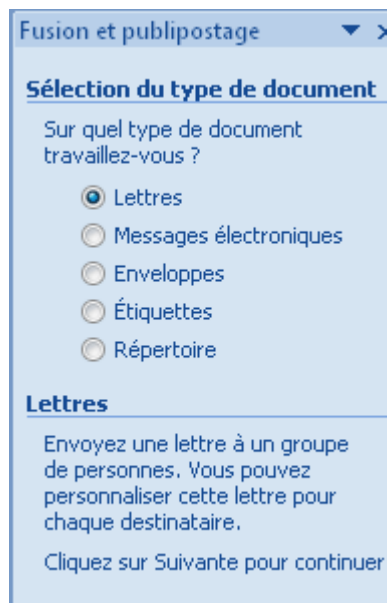 Fusion et publipostage
Sélection du type de document
Sur quel type de document
travaillez-vous ?
Lettres
Messages électroniques
Enveloppes
Étiquettes
Répertoire
Lettres
Envoyez une lettre à un groupe
de personnes. Vous pouvez
personnaliser cette lettre pour
chaque destinataire.
Cliquez sur Suivante pour continuer